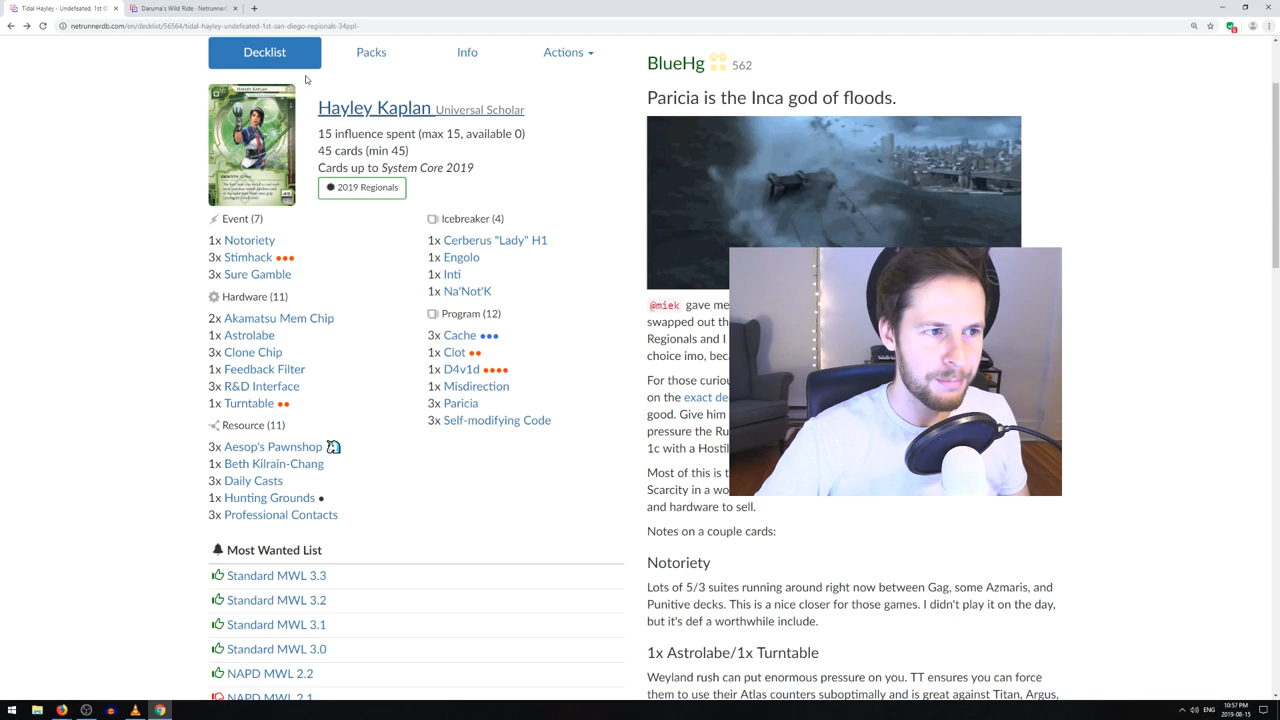 Tidal Hayley - Undefeated. 1st G
Daruma's Wild Ride - Netrunner
netrunnerdb.com/en/decklist/56564/tidal-hayley-undefeated-1st-san-diego-regionals-34ppl-
Decklist
Packs
Info
Actions
Hayley Kaplan Universal Scholar
15 influence spent (max 15, available 0)
45 cards (min 45)
Cards up to System Core 2019
2019 Regionals
Event (7)
1x Notoriety
3x Stimhack
3x Sure Gamble
Hardware (11)
2x Akamatsu Mem Chip
1x Astrolabe
3x Clone Chip
1x Feedback Filter
3x R&D Interface
1x Turntable
Resource (11)
3x Aesop's Pawnshop
1x Beth Kilrain-Chang
3x Daily Casts
1x Hunting Grounds
3x Professional Contacts
Icebreaker (4)
1x Cerberus "Lady" H1
1x Engolo
1x Inti
1x Na'Not'K
Program (12)
3x Cache
1x Clot
1x D4v1d
1x Misdirection
3x Paricia
3x Self-modifying Code
Most Wanted List
Standard MWL 3.3
Standard MWL 3.2
Standard MWL 3.1
Standard MWL 3.0
NAPD MWL 2.2
NAPD MWL 2.1
BlueHg 562
Paricia is the Inca god of floods.
@miek gave me
swapped out th
Regionals and I
choice imo, beca
For those curiou
on the exact de
good. Give him
pressure the Ru
1c with a Hostil
Most of this is t
Scarcity in a wo
and hardware to sell.
Notes on a couple cards:
Notoriety
Lots of 5/3 suites running around right now between Gag, some Azmaris, and
Punitive decks. This is a nice closer for those games. I didn't play it on the day,
but it's def a worthwhile include.
1x Astrolabe/1x Turntable
Weyland rush can put enormous pressure on you. TT ensures you can force
them to use their Atlas counters suboptimally and is great against Titan, Argus,
ENG
10:57 PM
2019-08-15